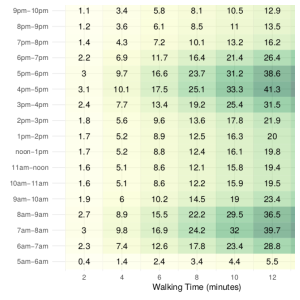 9pm−10pm 1.1 3.4 5.8 8.1 10.5 12.9
8pm−9pm 1.2 3.6 6.1 8.5 11 13.5
7pm−8pm 1.4 4.3 7.2 10.1 13.2 16.2
6pm−7pm 2.2 6.9 11.7 16.4 21.4 26.4
5pm−6pm 3 9.7 16.6 23.7 31.2 38.6
4pm−5pm 3.1 10.1 17.5 25.1 33.3 41.3
3pm−4pm 2.4 7.7 13.4 19.2 25.4 31.5
2pm−3pm 1.8 5.6 9.6 13.6 17.8 21.9
1pm−2pm 1.7 5.2 8.9 12.5 16.3 20
noon−1pm 1.7 5.2 8.8 12.4 16.1 19.8
11am−noon 1.6 5.1 8.6 12.1 15.8 19.4
10am−11am 1.6 5.1 8.6 12.2 15.9 19.5
9am−10am 1.9 6 10.2 14.5 19 23.4
8am−9am 2.7 8.9 15.5 22.2 29.5 36.5
7am−8am 3 9.8 16.9 24.2 32 39.7
6am−7am 2.3 7.4 12.6 17.8 23.4 28.8
5am−6am 0.4 1.4 2.4 3.4 4.4 5.5
2 4 6 8 10 12
Walking Time (minutes)